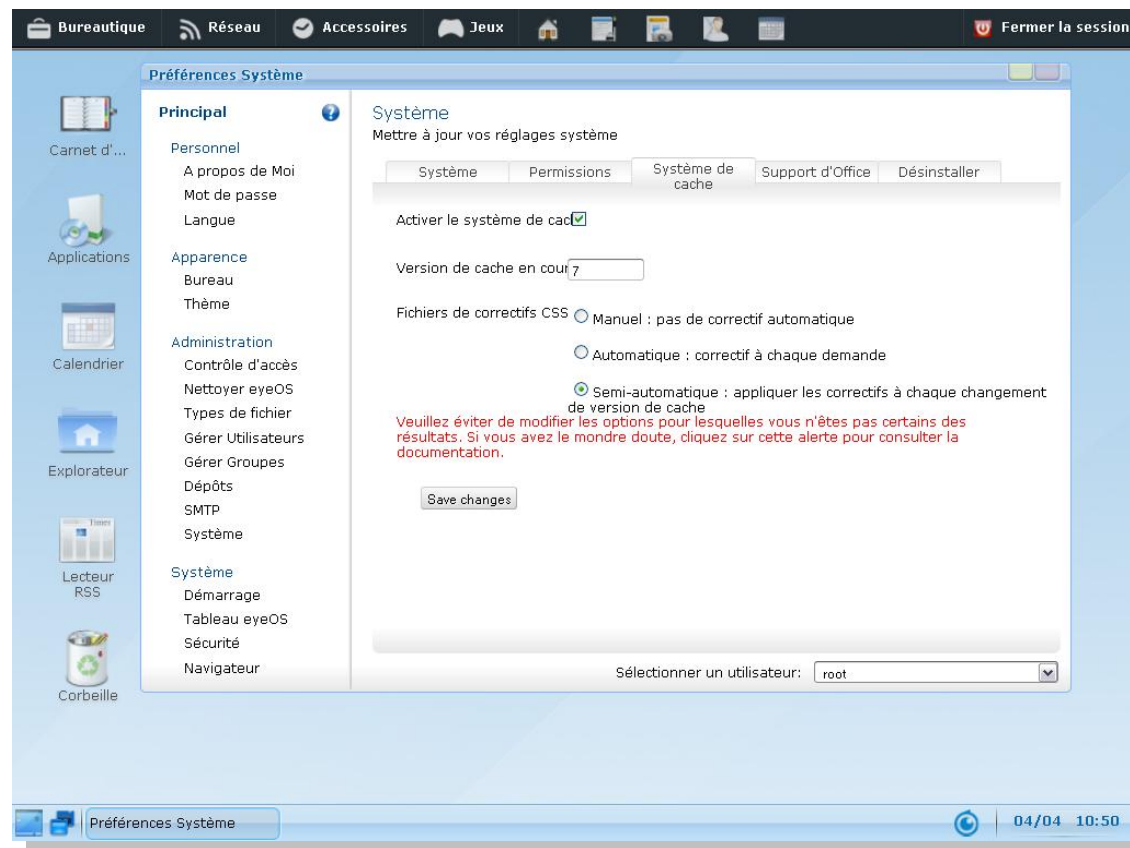 Bureautique Réseau Accessoires Jeux Fermer la session
Préférences Système
Carnet d'...
Applications
Calendrier
Explorateur
Times
Lecteur
RSS
Corbeille
Principal
Personnel
A propos de Moi
Mot de passe
Langue
Apparence
Bureau
Thème
Administration
Contrôle d'accès
Nettoyer eyeOS
Types de fichier
Gérer Utilisateurs
Gérer Groupes
Dépôts
SMTP
Système
Système
Démarrage
Tableau eyeOS
Sécurité
Navigateur
Système
Mettre à jour vos réglages système
Système Permissions Système de cache Support d'Office Désinstaller
Activer le système de cac
Version de cache en cour 7
Fichiers de correctifs CSS
Manuel : pas de correctif automatique
Automatique : correctif à chaque demande
Semi-automatique : appliquer les correctifs à chaque changement
de version de cache
Veuillez éviter de modifier les options pour lesquelles vous n'êtes pas certains des
résultats. Si vous avez le mondre doute, cliquez sur cette alerte pour consulter la
documentation.
Save changes
Sélectionner un utilisateur: root
Préférences Système
04/04 10:50